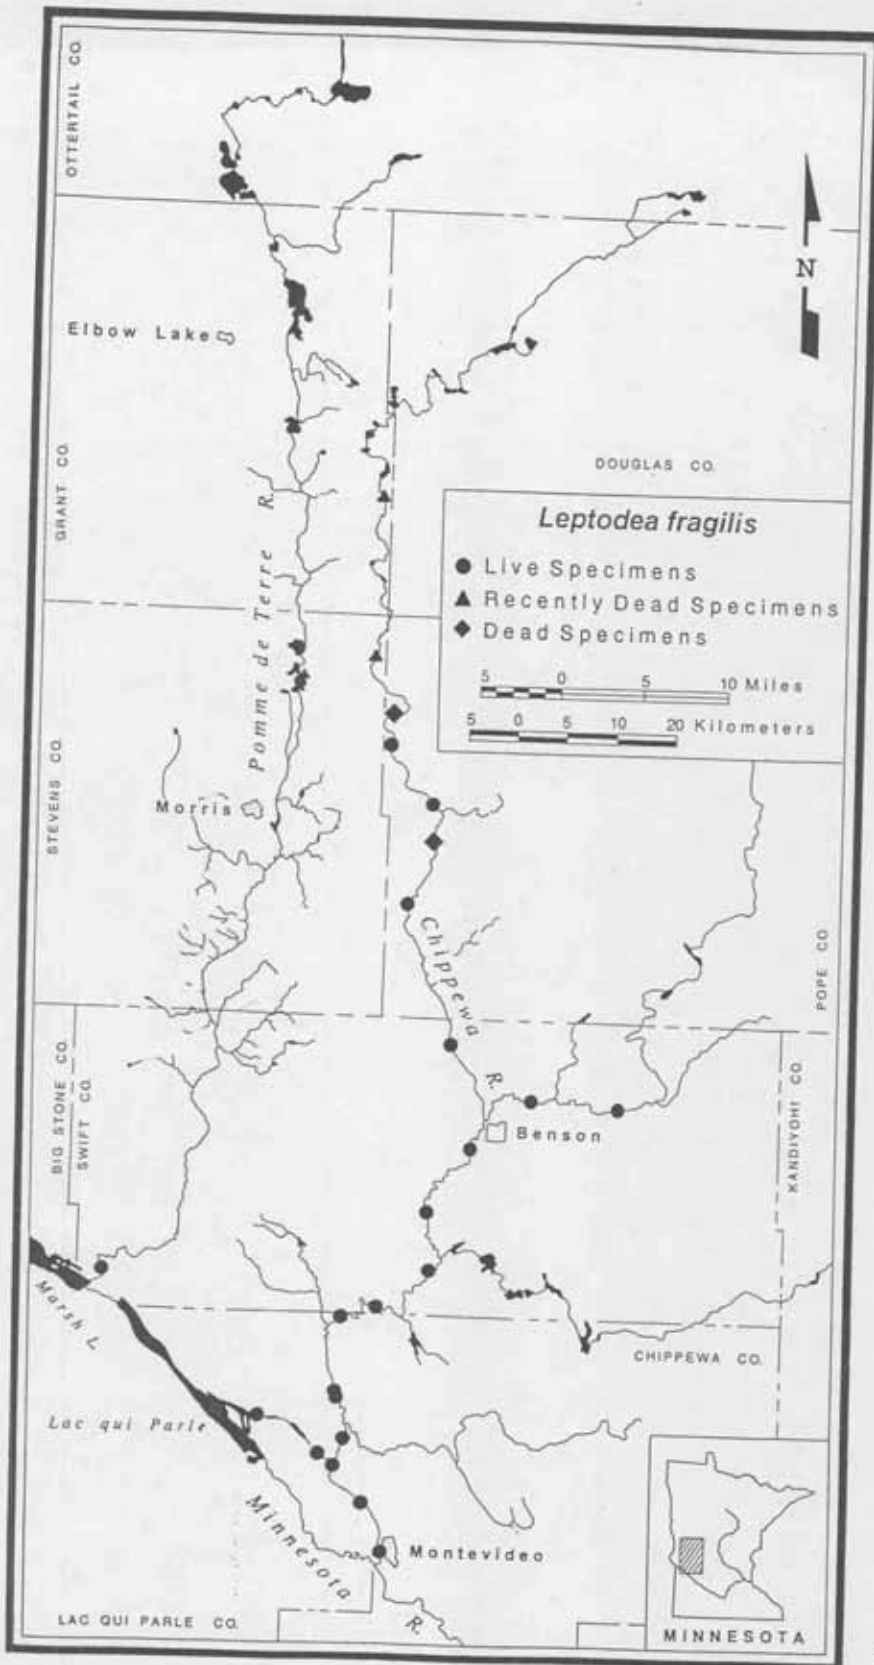 OTTERTAIL CO.
N
Elbow Lake
GRANT CO.
DOUGLAS CO.
Leptodea fragilis
Live Specimens
Recently Dead Specimens
Dead Specimens
5 0 5 10 Miles
5 0 5 10 20 Kilometers
Pomme de Terre R.
STEVENS CO.
Morris
Chippewa R.
POPE CO.
BIG STONE CO.
SWIFT CO.
Benson
KANDIYOHI CO.
Marsh L.
CHIPPEWA CO.
Lac qui Parle
Minnesota R.
Montevideo
LAC QUI PARLE CO.
MINNESOTA